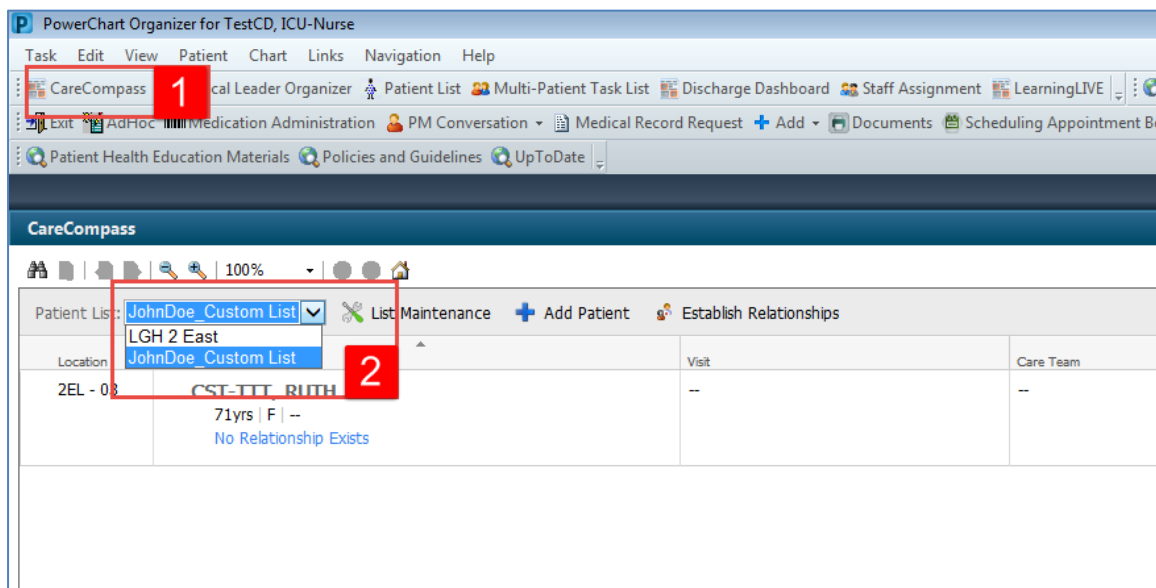 PowerChart Organizer for TestCD, ICU-Nurse
Task Edit View Patient Chart Links Navigation Help
CareCompass 1 cal Leader Organizer Patient List Multi-Patient Task List Discharge Dashboard Staff Assignment LearningLIVE
Exit AdHoc Medication Administration PM Conversation Medical Record Request Add Documents Scheduling Appointment B
Patient Health Education Materials Policies and Guidelines UpToDate
CareCompass
100%
Patient List: JohnDoe_Custom List List Maintenance Add Patient Establish Relationships
LGH 2 East
JohnDoe_Custom List
2
Location Visit Care Team
2EL - 03 CST-TTT, RUTH -- --
71yrs | F | --
No Relationship Exists